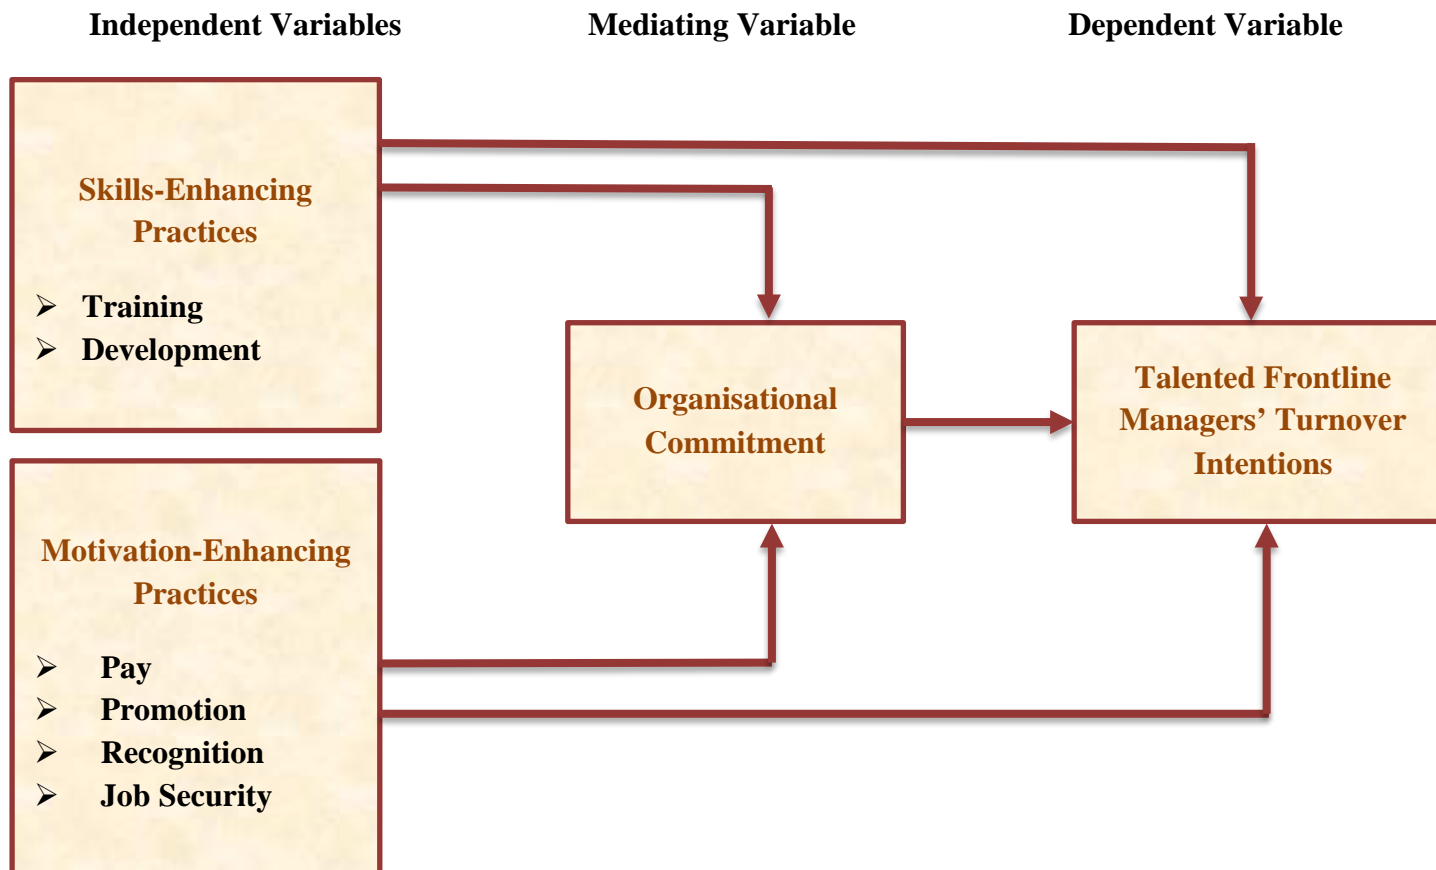 Independent Variables
Mediating Variable
Dependent Variable
Skills-Enhancing
Practices
➢ Training
➢ Development
Organisational
Commitment
Talented Frontline
Managers’ Turnover
Intentions
Motivation-Enhancing
Practices
➢ Pay
➢ Promotion
➢ Recognition
➢ Job Security